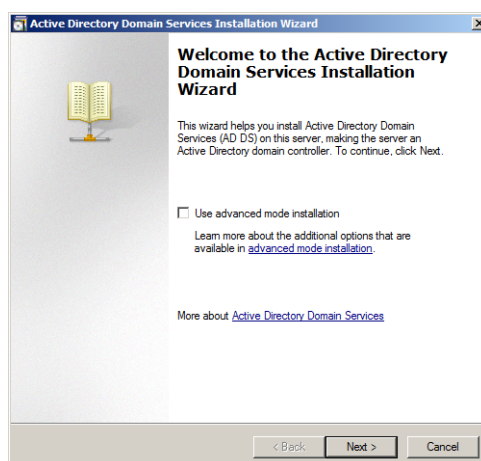 Active Directory Domain Services Installation Wizard
Welcome to the Active Directory
Domain Services Installation
Wizard
This wizard helps you install Active Directory Domain
Services (AD DS) on this server, making the server an
Active Directory domain controller. To continue, click Next.
Use advanced mode installation
Learn more about the additional options that are
available in advanced mode installation.
More about Active Directory Domain Services
< Back Next > Cancel